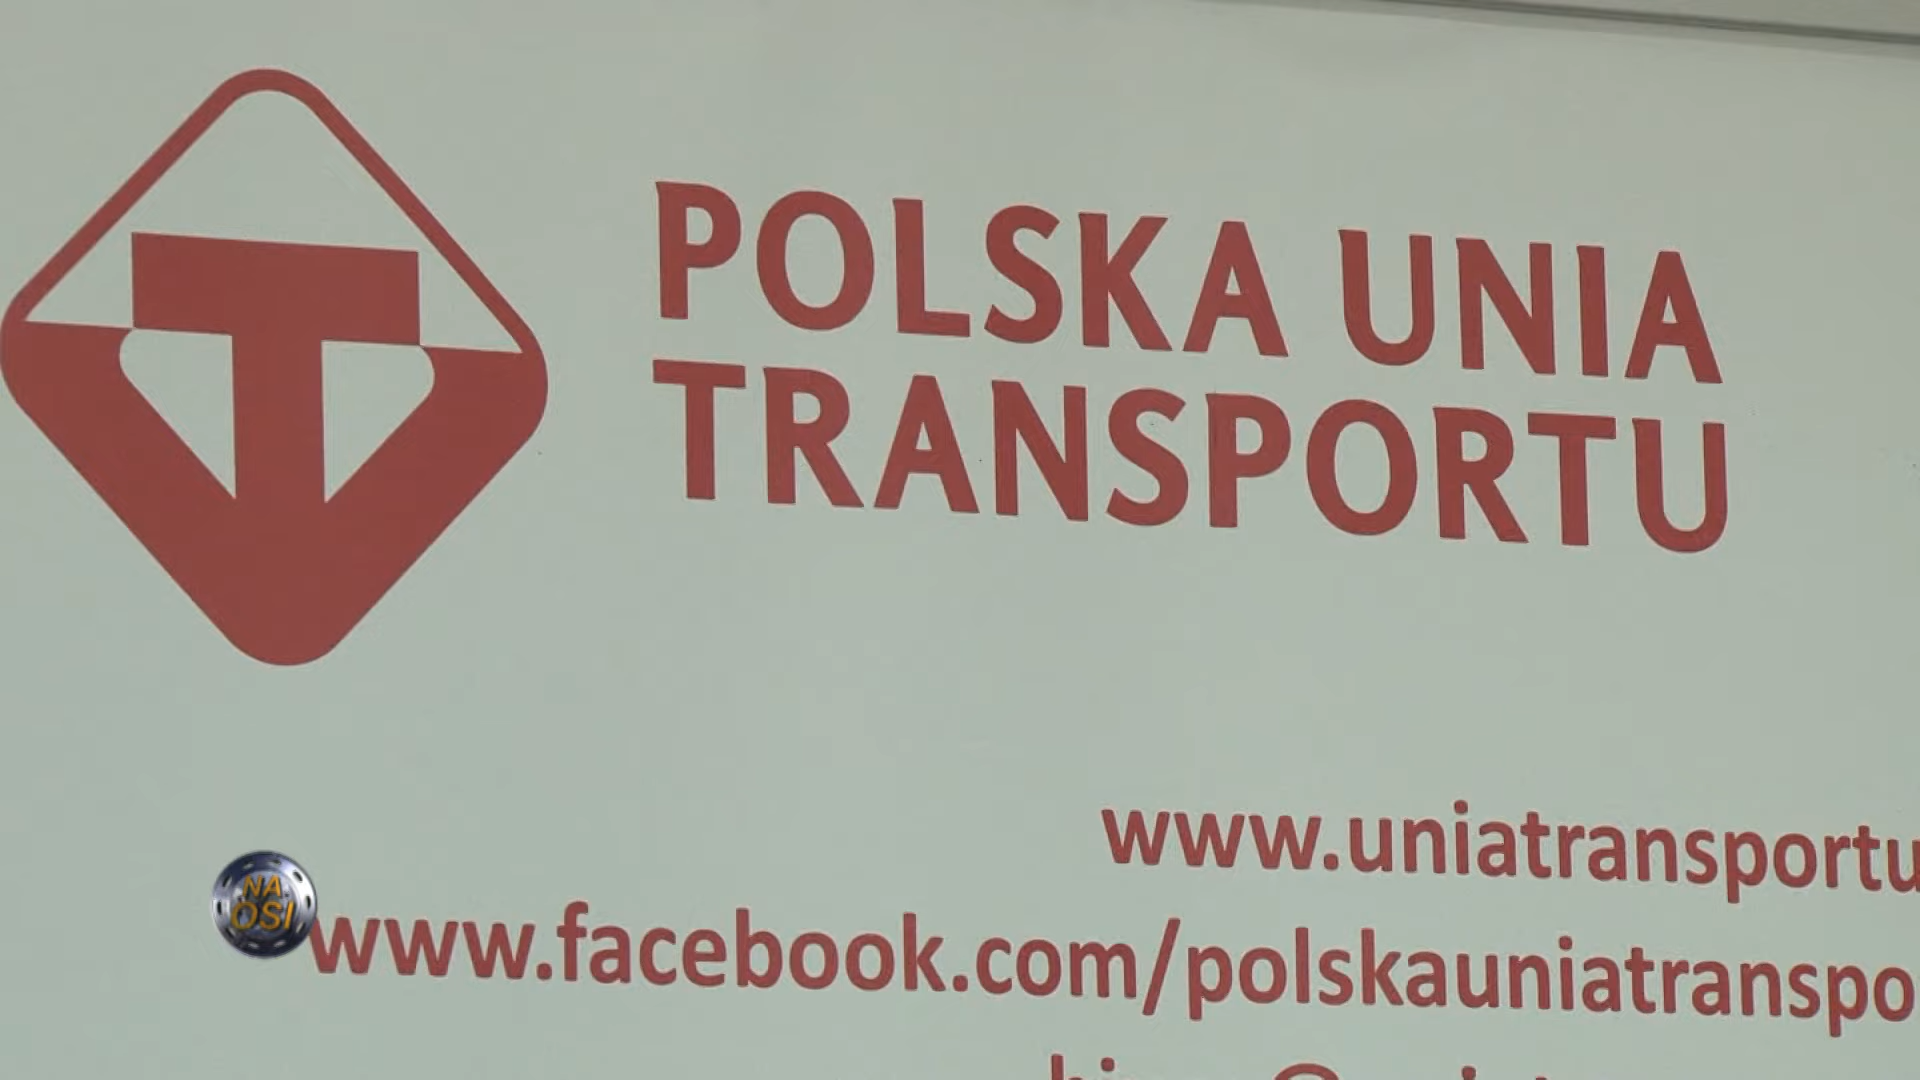 POLSKA UNIA
TRANSPORTU
www.uniatransportu
NA
OSI
www.facebook.com/polskauniatranspo